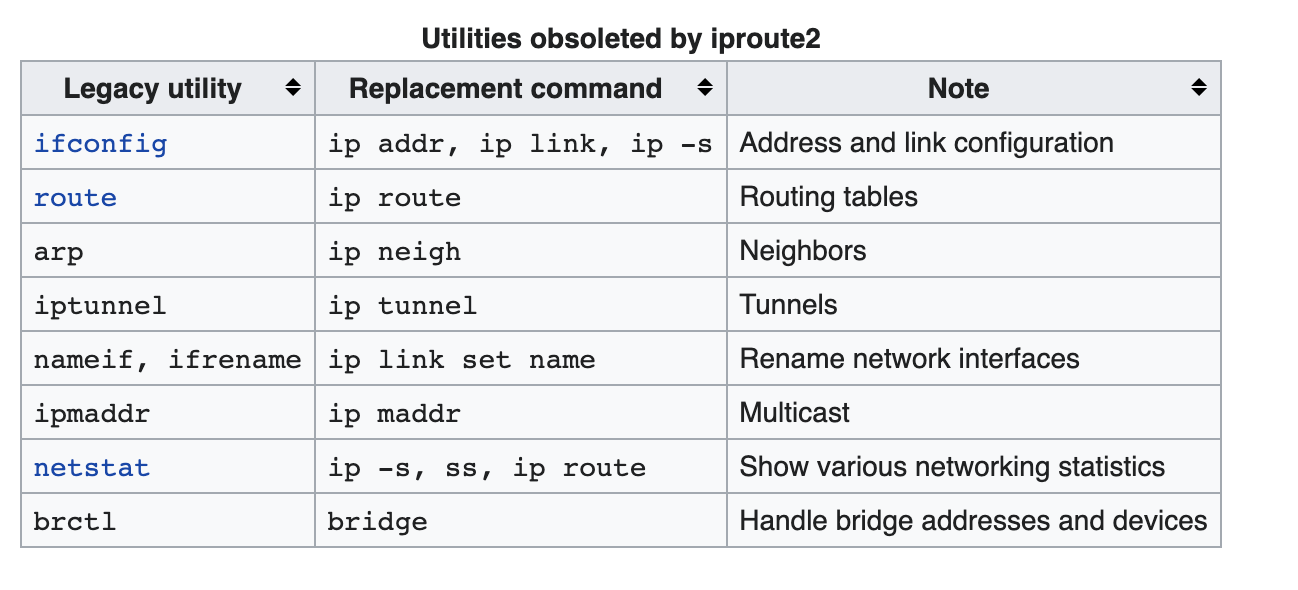 Utilities obsoleted by iproute2
Legacy utility Replacement command Note
ifconfig ip addr, ip link, ip -s Address and link configuration
route ip route Routing tables
arp ip neigh Neighbors
iptunnel ip tunnel Tunnels
nameif, ifrename ip link set name Rename network interfaces
ipmaddr ip maddr Multicast
netstat ip -s, ss, ip route Show various networking statistics
brctl bridge Handle bridge addresses and devices